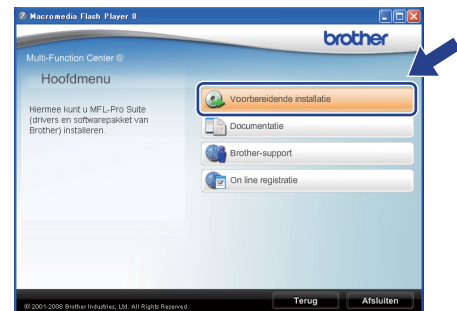 Macromedia Flash Player 8
brother
Multi-Function Center ®
Hoofdmenu
Hiermee kunt u MFL-Pro Suite
(drivers en softwarepakket van
Brother) installeren.
Voorbereidende installatie
Documentatie
Brother-support
On line registratie
© 2001-2008 Brother Industries, Ltd. All Rights Reserved.
Terug
Afsluiten